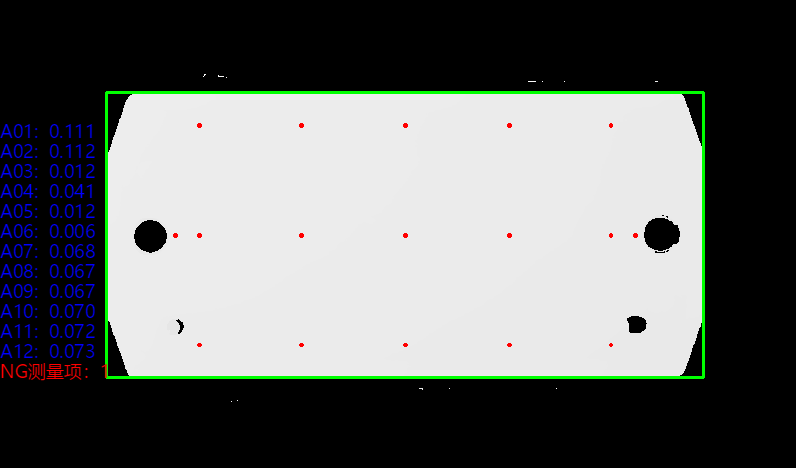 A01: 0.111
A02: 0.112
A03: 0.012
A04: 0.041
A05: 0.012
A06: 0.006
A07: 0.068
A08: 0.067
A09: 0.067
A10: 0.070
A11: 0.072
A12: 0.073
NG测量项: 1